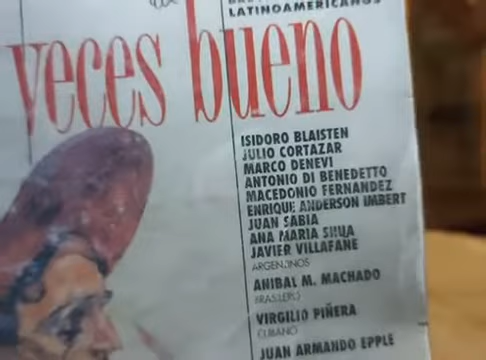 LATINOAMERICANOS
veces bueno
ISIDORO BLAISTEN
JULIO CORTAZAR
MARCO DENEVI
ANTONIO DI BENEDETTO
MACEDONIO FERNANDEZ
ENRIQUE ANDERSON IMBERT
JUAN SABIA
ANA MARIA SHUA
JAVIER VILLAFAÑE
ARGENTINOS
ANIBAL M. MACHADO
BRASILERO
VIRGILIO PIÑERA
CUBANO
JUAN ARMANDO EPPLE